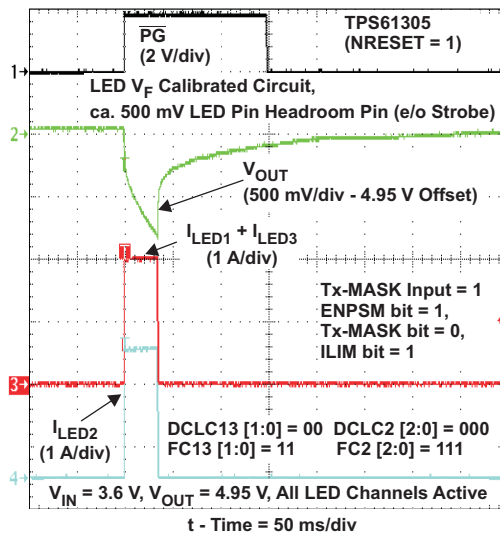 PG
(2 V/div)
TPS61305
(NRESET = 1)
1
LED VF Calibrated Circuit,
ca. 500 mV LED Pin Headroom Pin (e/o Strobe)
2
VOUT
(500 mV/div - 4.95 V Offset)
ILED1 + ILED3
(1 A/div)
Tx-MASK Input = 1
ENPSM bit = 1,
Tx-MASK bit = 0,
ILIM bit = 1
3
ILED2
(1 A/div)
DCLC13 [1:0] = 00 DCLC2 [2:0] = 000
FC13 [1:0] = 11 FC2 [2:0] = 111
4
VIN = 3.6 V, VOUT = 4.95 V, All LED Channels Active
t - Time = 50 ms/div